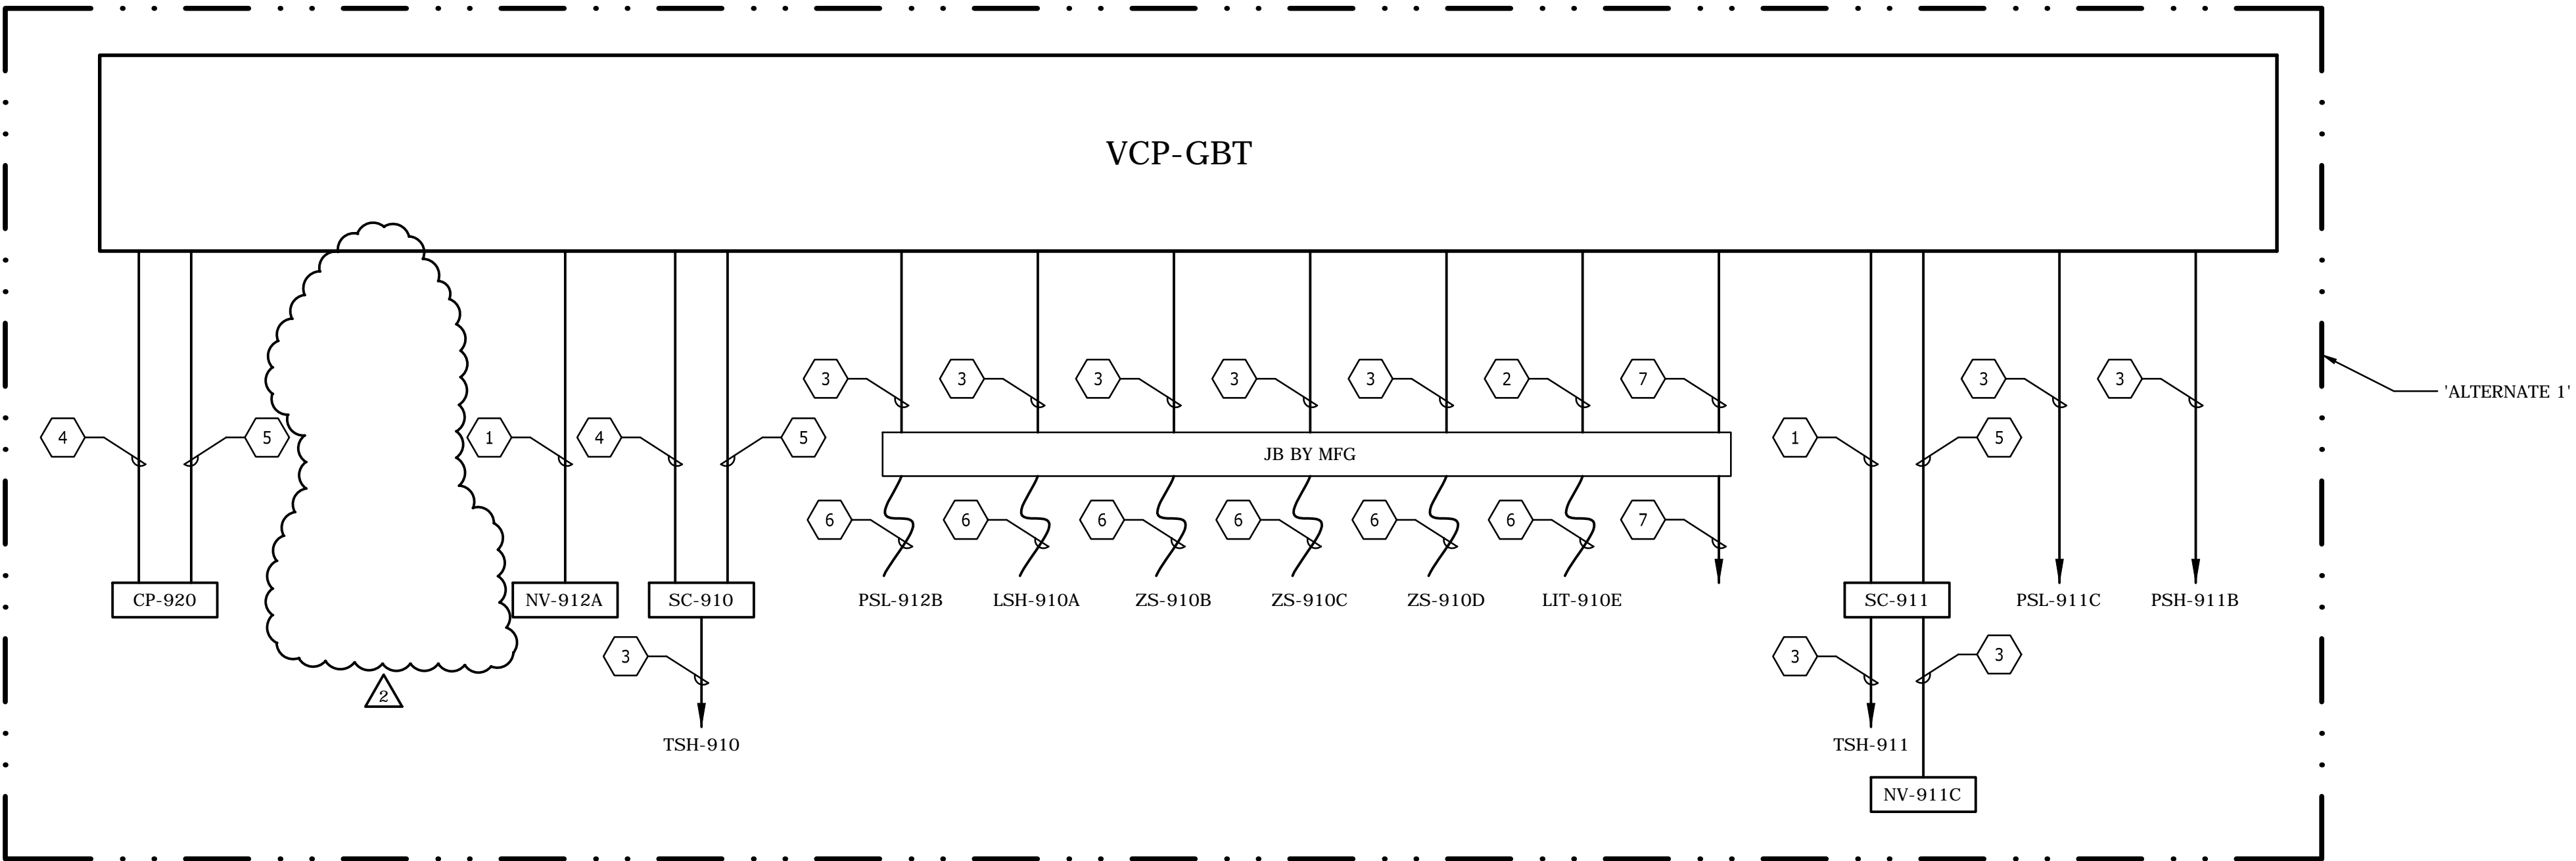 VCP-GBT
3 3 3 3 3 2 7 3 3
'ALTERNATE 1'
4 5 1 4 5 1 5
JB BY MFG
6 6 6 6 6 6 7
CP-920 NV-912A SC-910 PSL-912B LSH-910A ZS-910B ZS-910C ZS-910D LIT-910E SC-911 PSL-911C PSH-911B
3 3 3
2
TSH-910 TSH-911
NV-911C